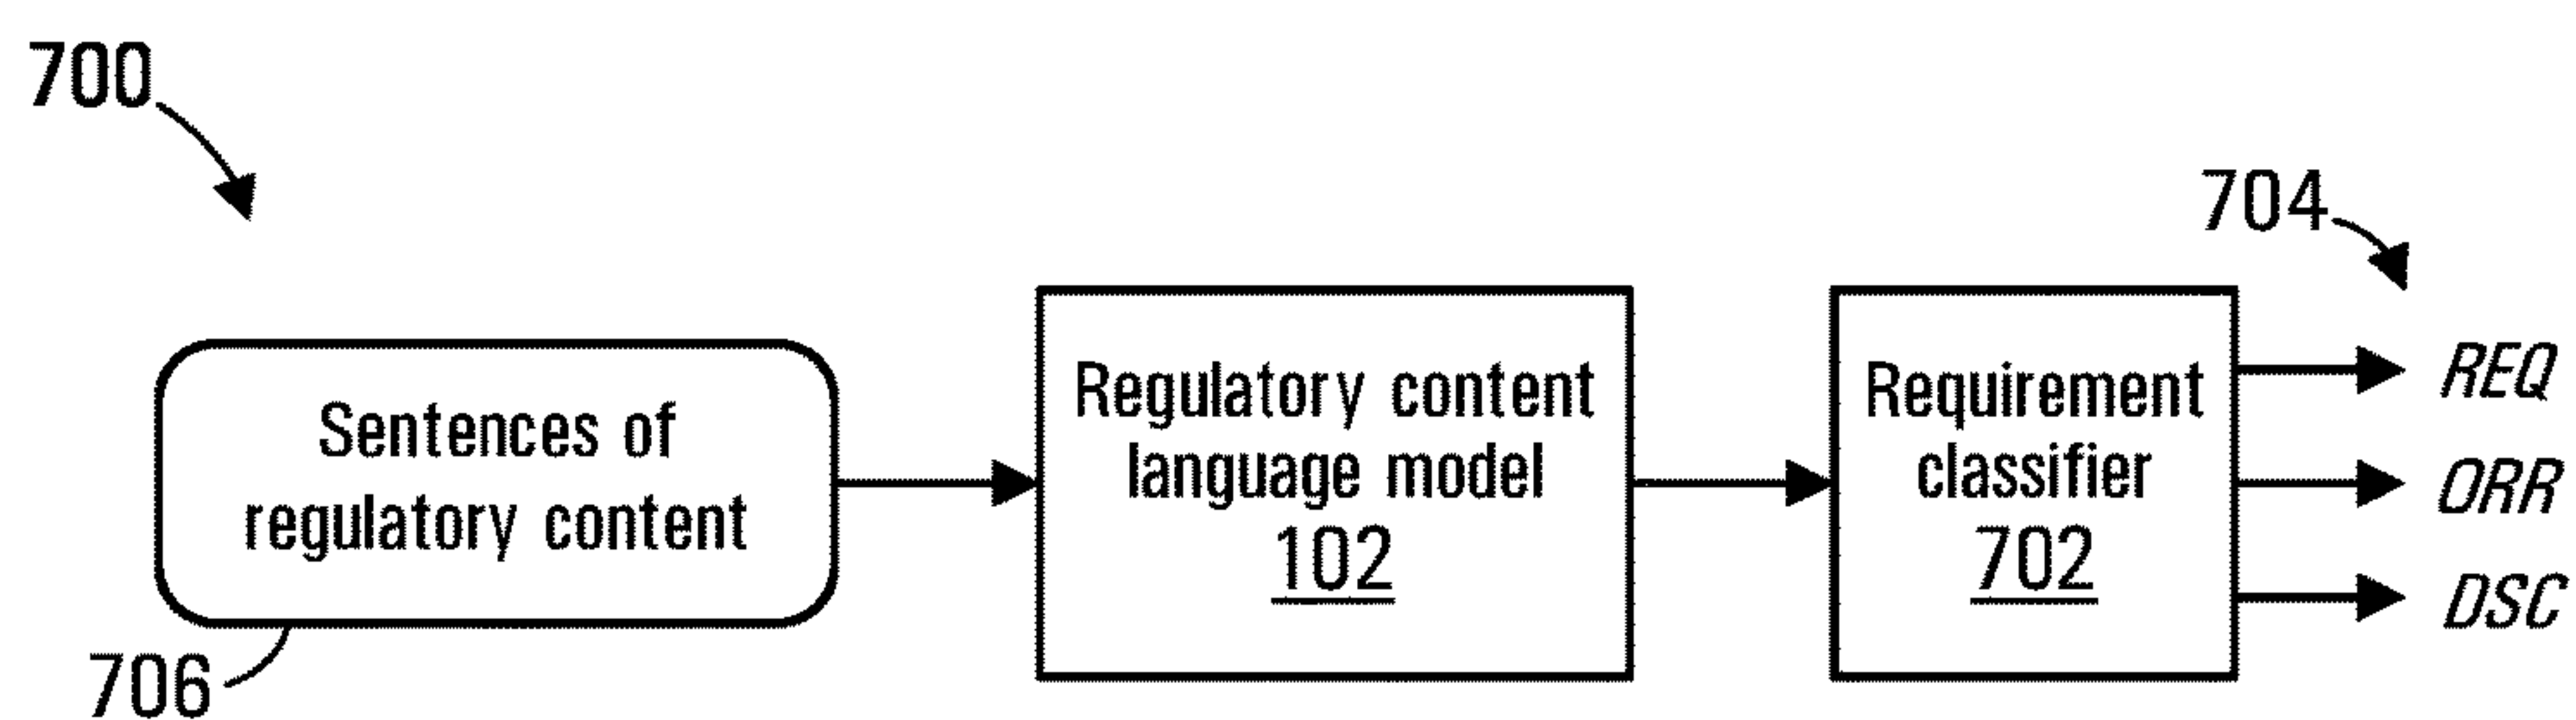 700
704
Sentences of
regulatory content
706
Regulatory content
language model
102
Requirement
classifier
702
REQ
ORR
DSC